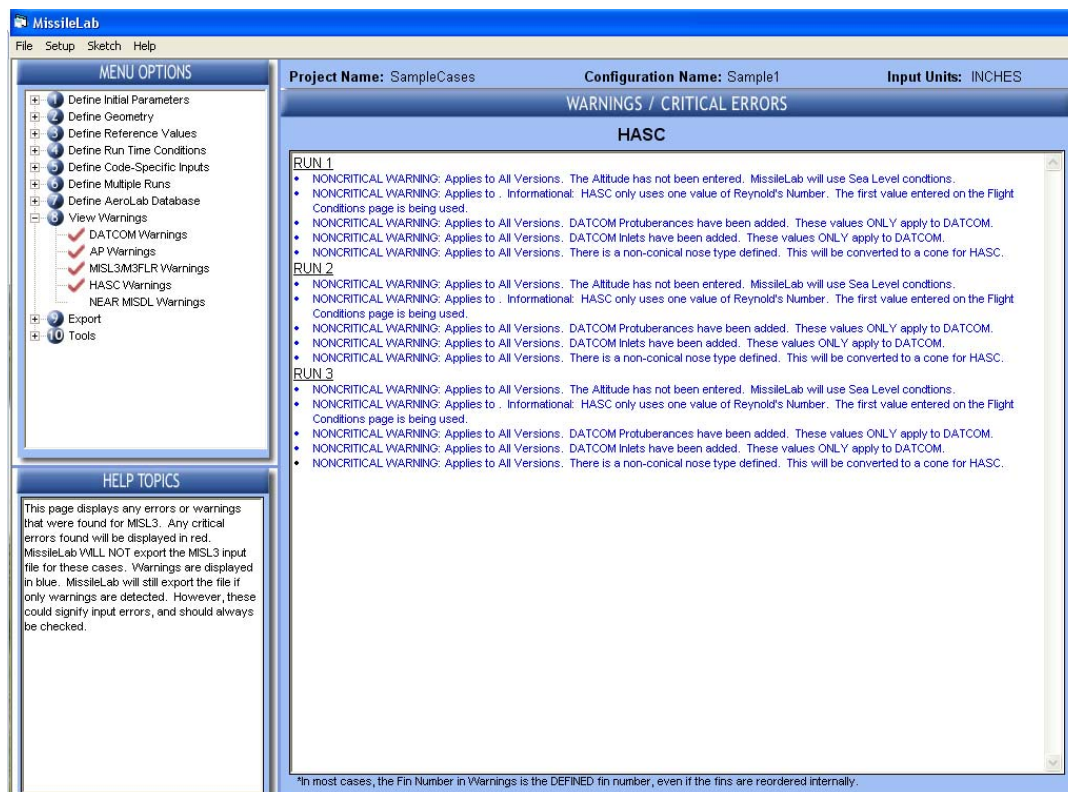 MissileLab
File Setup Sketch Help
MENU OPTIONS
1 Define Initial Parameters
2 Define Geometry
3 Define Reference Values
4 Define Run Time Conditions
5 Define Code-Specific Inputs
6 Define Multiple Runs
7 Define AeroLab Database
8 View Warnings
DATCOM Warnings
AP Warnings
MISL3/M3FLR Warnings
HASC Warnings
NEAR MISDL Warnings
9 Export
10 Tools
HELP TOPICS
This page displays any errors or warnings
that were found for MISL3. Any critical
errors found will be displayed in red.
MissileLab WILL NOT export the MISL3 input
file for these cases. Warnings are displayed
in blue. MissileLab will still export the file if
only warnings are detected. However, these
could signify input errors, and should always
be checked.
Project Name: SampleCases Configuration Name: Sample1 Input Units: INCHES
WARNINGS / CRITICAL ERRORS
HASC
RUN 1
• NONCRITICAL WARNING: Applies to All Versions. The Altitude has not been entered. MissileLab will use Sea Level condtions.
• NONCRITICAL WARNING: Applies to . Informational: HASC only uses one value of Reynold's Number. The first value entered on the Flight
Conditions page is being used.
• NONCRITICAL WARNING: Applies to All Versions. DATCOM Protuberances have been added. These values ONLY apply to DATCOM.
• NONCRITICAL WARNING: Applies to All Versions. DATCOM Inlets have been added. These values ONLY apply to DATCOM.
• NONCRITICAL WARNING: Applies to All Versions. There is a non-conical nose type defined. This will be converted to a cone for HASC.
RUN 2
• NONCRITICAL WARNING: Applies to All Versions. The Altitude has not been entered. MissileLab will use Sea Level condtions.
• NONCRITICAL WARNING: Applies to . Informational: HASC only uses one value of Reynold's Number. The first value entered on the Flight
Conditions page is being used.
• NONCRITICAL WARNING: Applies to All Versions. DATCOM Protuberances have been added. These values ONLY apply to DATCOM.
• NONCRITICAL WARNING: Applies to All Versions. DATCOM Inlets have been added. These values ONLY apply to DATCOM.
• NONCRITICAL WARNING: Applies to All Versions. There is a non-conical nose type defined. This will be converted to a cone for HASC.
RUN 3
• NONCRITICAL WARNING: Applies to All Versions. The Altitude has not been entered. MissileLab will use Sea Level condtions.
• NONCRITICAL WARNING: Applies to . Informational: HASC only uses one value of Reynold's Number. The first value entered on the Flight
Conditions page is being used.
• NONCRITICAL WARNING: Applies to All Versions. DATCOM Protuberances have been added. These values ONLY apply to DATCOM.
• NONCRITICAL WARNING: Applies to All Versions. DATCOM Inlets have been added. These values ONLY apply to DATCOM.
• NONCRITICAL WARNING: Applies to All Versions. There is a non-conical nose type defined. This will be converted to a cone for HASC.
*In most cases, the Fin Number in Warnings is the DEFINED fin number, even if the fins are reordered internally.